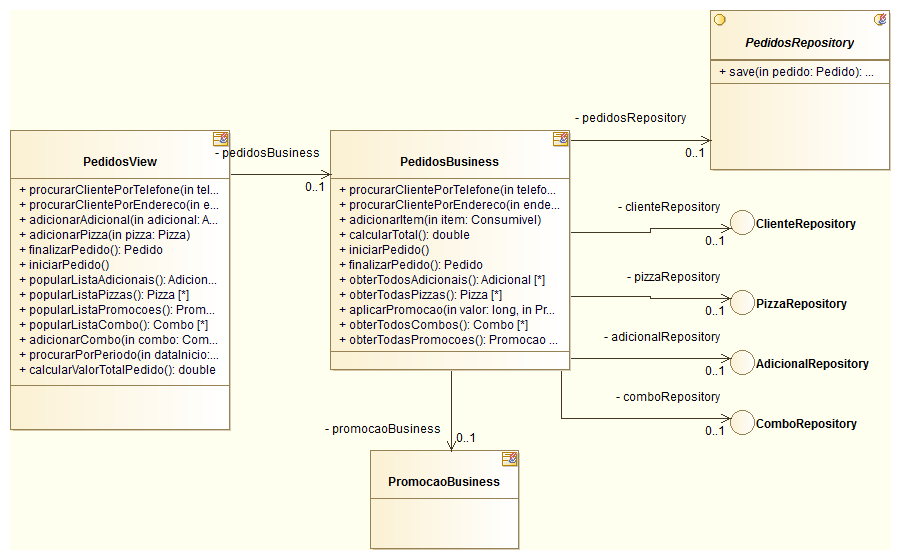 PedidosRepository
+ save(in pedido: Pedido): ...
- pedidosRepository
0..1
PedidosView
+ procurarClientePorTelefone(in tel...
+ procurarClientePorEndereco(in e...
+ adicionarAdicional(in adicional: A...
+ adicionarPizza(in pizza: Pizza)
+ finalizarPedido(): Pedido
+ iniciarPedido()
+ popularListaAdicionais(): Adicion...
+ popularListaPizzas(): Pizza [*]
+ popularListaPromocoes(): Prom...
+ popularListaCombo(): Combo [*]
+ adicionarCombo(in combo: Com...
+ procurarPorPeriodo(in dataInicio:...
+ calcularValorTotalPedido(): double
- pedidosBusiness
0..1
PedidosBusiness
+ procurarClientePorTelefone(in telefo...
+ procurarClientePorEndereco(in ende...
+ adicionarItem(in item: Consumivel)
+ calcularTotal(): double
+ iniciarPedido()
+ finalizarPedido(): Pedido
+ obterTodosAdicionais(): Adicional [*]
+ obterTodasPizzas(): Pizza [*]
+ aplicarPromocao(in valor: long, in Pr...
+ obterTodosCombos(): Combo [*]
+ obterTodasPromocoes(): Promocao ...
- clienteRepository
0..1
ClienteRepository
- pizzaRepository
0..1
PizzaRepository
- adicionalRepository
0..1
AdicionalRepository
- comboRepository
0..1
ComboRepository
- promocaoBusiness
0..1
PromocaoBusiness